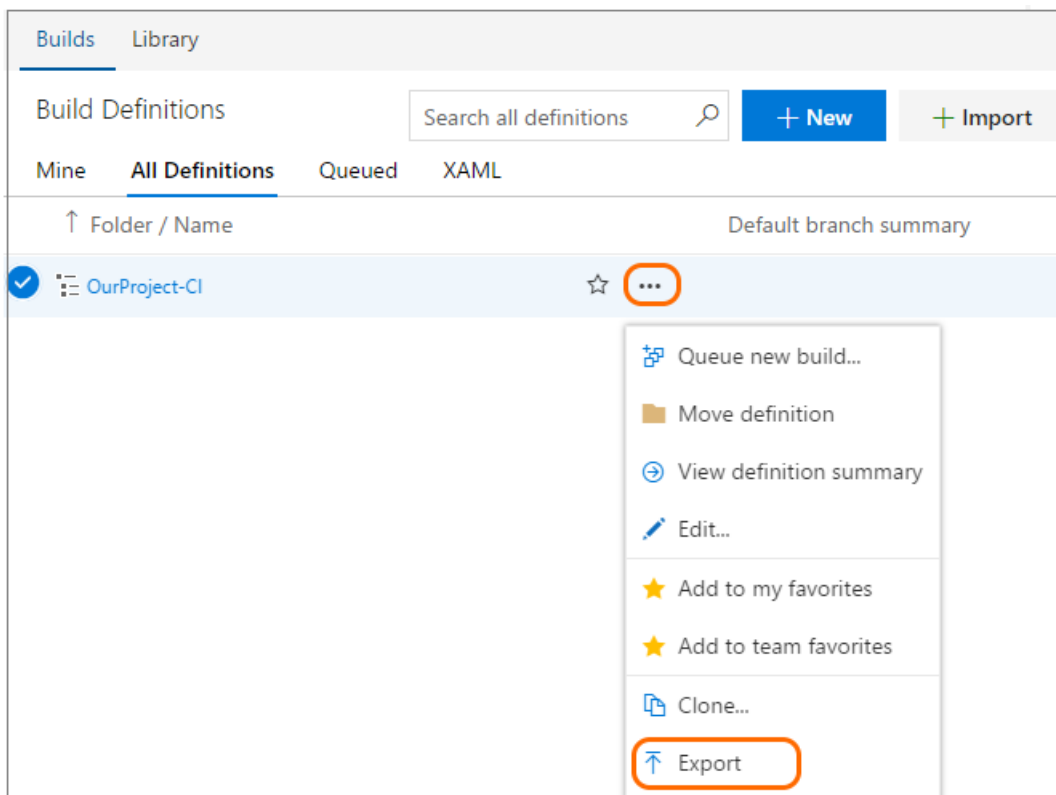 Builds Library
Build Definitions
Search all definitions
+ New
+ Import
Mine All Definitions Queued XAML
↑ Folder / Name Default branch summary
OurProject-CI ...
Queue new build...
Move definition
View definition summary
Edit...
Add to my favorites
Add to team favorites
Clone...
Export